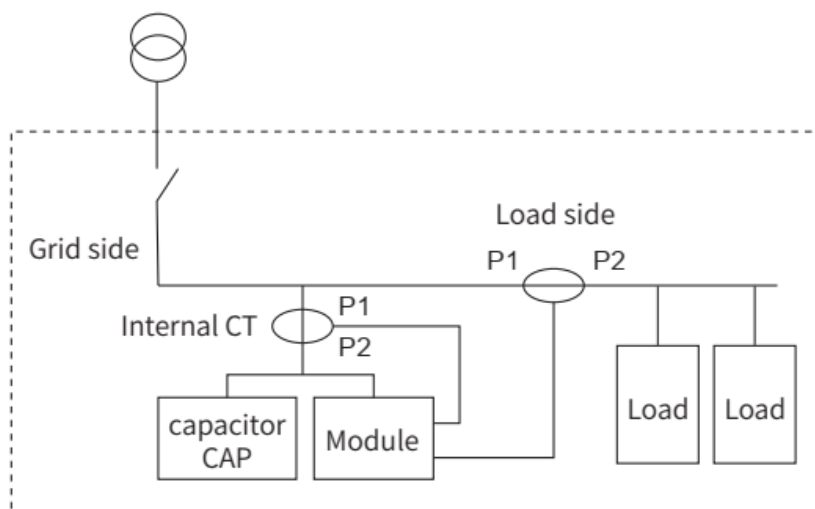 Load side
Grid side
P1
P2
Internal CT
P1
P2
capacitor
CAP
Module
Load
Load